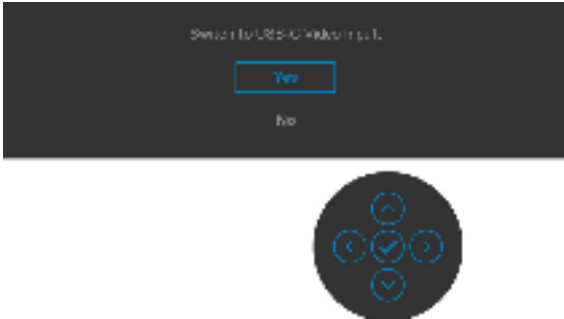 Switch to USB-C Video Input:
Yes
No